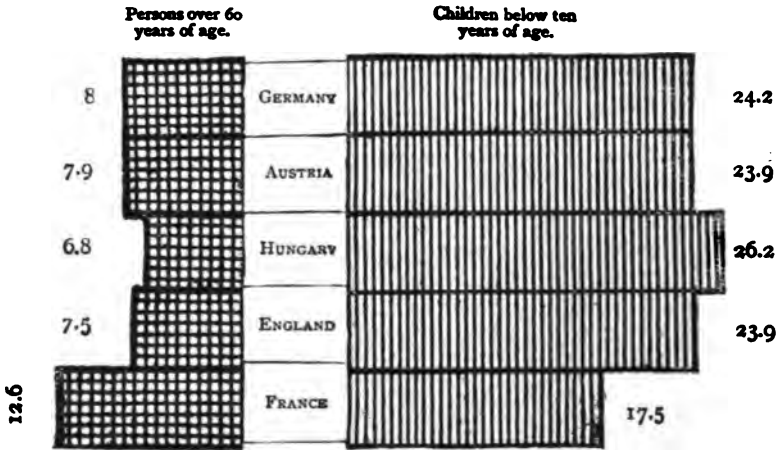 Persons over 60
years of age.
Children below ten
years of age.
8 GERMANY 24.2
7.9 AUSTRIA 23.9
6.8 HUNGARY 26.2
7.5 ENGLAND 23.9
12.6 FRANCE 17.5